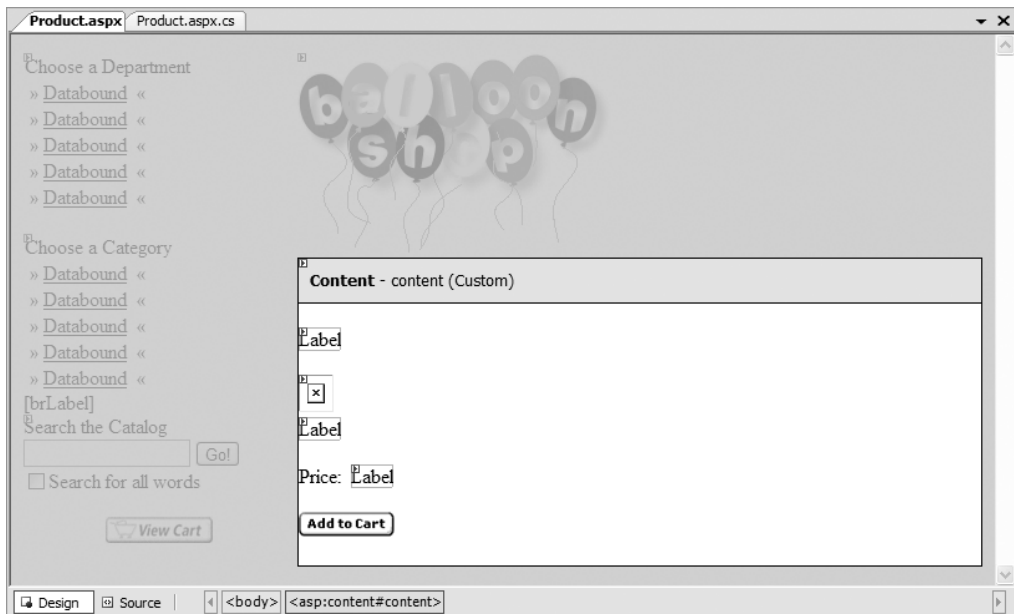 Product.aspx Product.aspx.cs
Choose a Department
» Databound «
» Databound «
» Databound «
» Databound «
» Databound «
Choose a Category
» Databound «
» Databound «
» Databound «
» Databound «
» Databound «
[brLabel]
Search the Catalog
Go!
Search for all words
View Cart
balloon
shop
Content - content (Custom)
Label
Label
Price: Label
Add to Cart
Design Source <body> <asp:content#content>